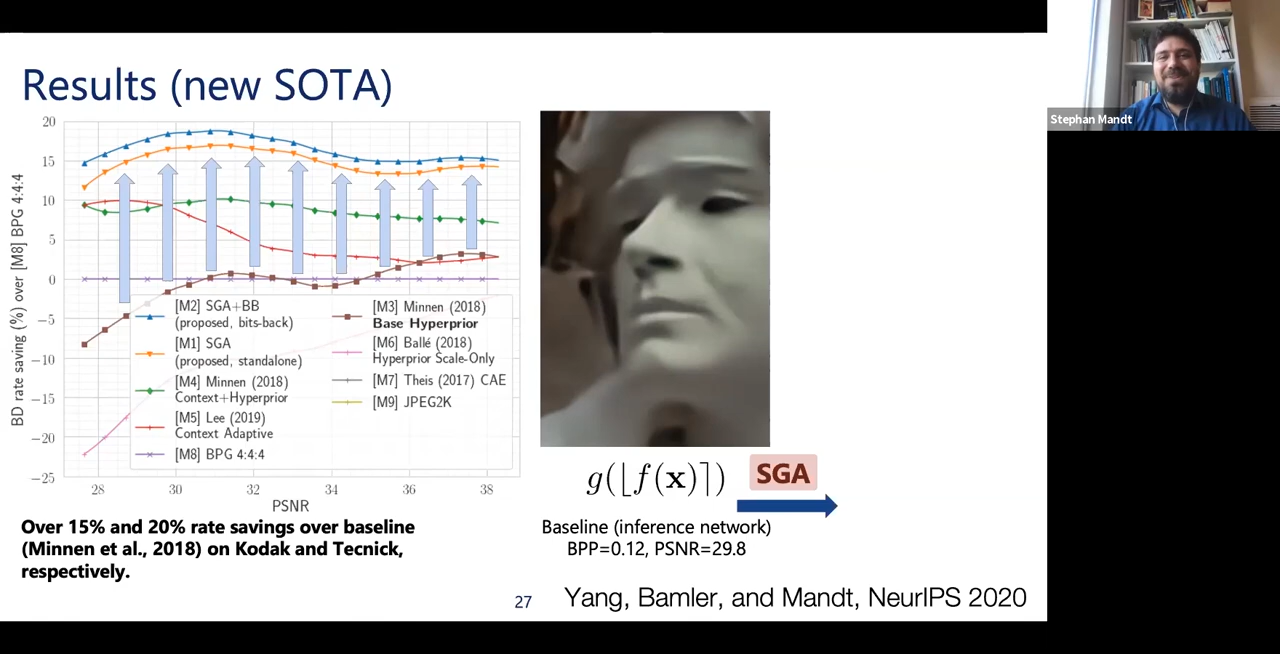 Results (new SOTA)
Stephan Mandt
BD rate saving (%) over [M8] BPG 4:4:4
20
15
10
5
0
−5
−10
−15
−20
−25
[M2] SGA+BB
(proposed, bits-back)
[M1] SGA
(proposed, standalone)
[M4] Minnen (2018)
Context+Hyperprior
[M5] Lee (2019)
Context Adaptive
[M8] BPG 4:4:4
[M3] Minnen (2018)
Base Hyperprior
[M6] Ballé (2018)
Hyperprior Scale-Only
[M7] Theis (2017) CAE
[M9] JPEG2K
28 30 32 34 36 38
PSNR
Over 15% and 20% rate savings over baseline
(Minnen et al., 2018) on Kodak and Tecnick,
respectively.
g(⌊f(x)⌉)
SGA
Baseline (inference network)
BPP=0.12, PSNR=29.8
27
Yang, Bamler, and Mandt, NeurIPS 2020